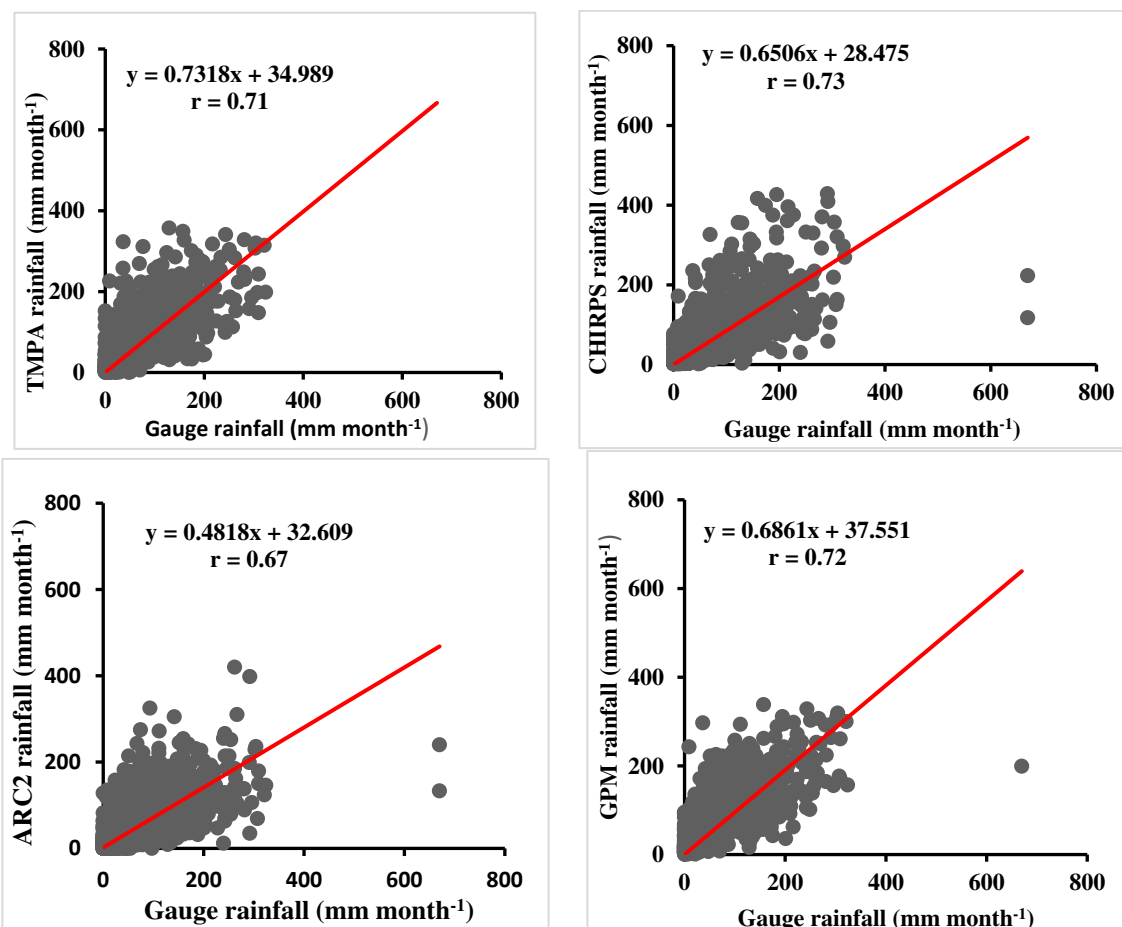 800
600
400
200
0
0 200 400 600 800
y = 0.7318x + 34.989
r = 0.71
TMPA rainfall (mm month-1)
Gauge rainfall (mm month-1)
800
600
400
200
0
0 200 400 600 800
y = 0.6506x + 28.475
r = 0.73
CHIRPS rainfall (mm month-1)
Gauge rainfall (mm month-1)
800
600
400
200
0
0 200 400 600 800
y = 0.4818x + 32.609
r = 0.67
ARC2 rainfall (mm month-1)
Gauge rainfall (mm month-1)
800
600
400
200
0
0 200 400 600 800
y = 0.6861x + 37.551
r = 0.72
GPM rainfall (mm month-1)
Gauge rainfall (mm month-1)